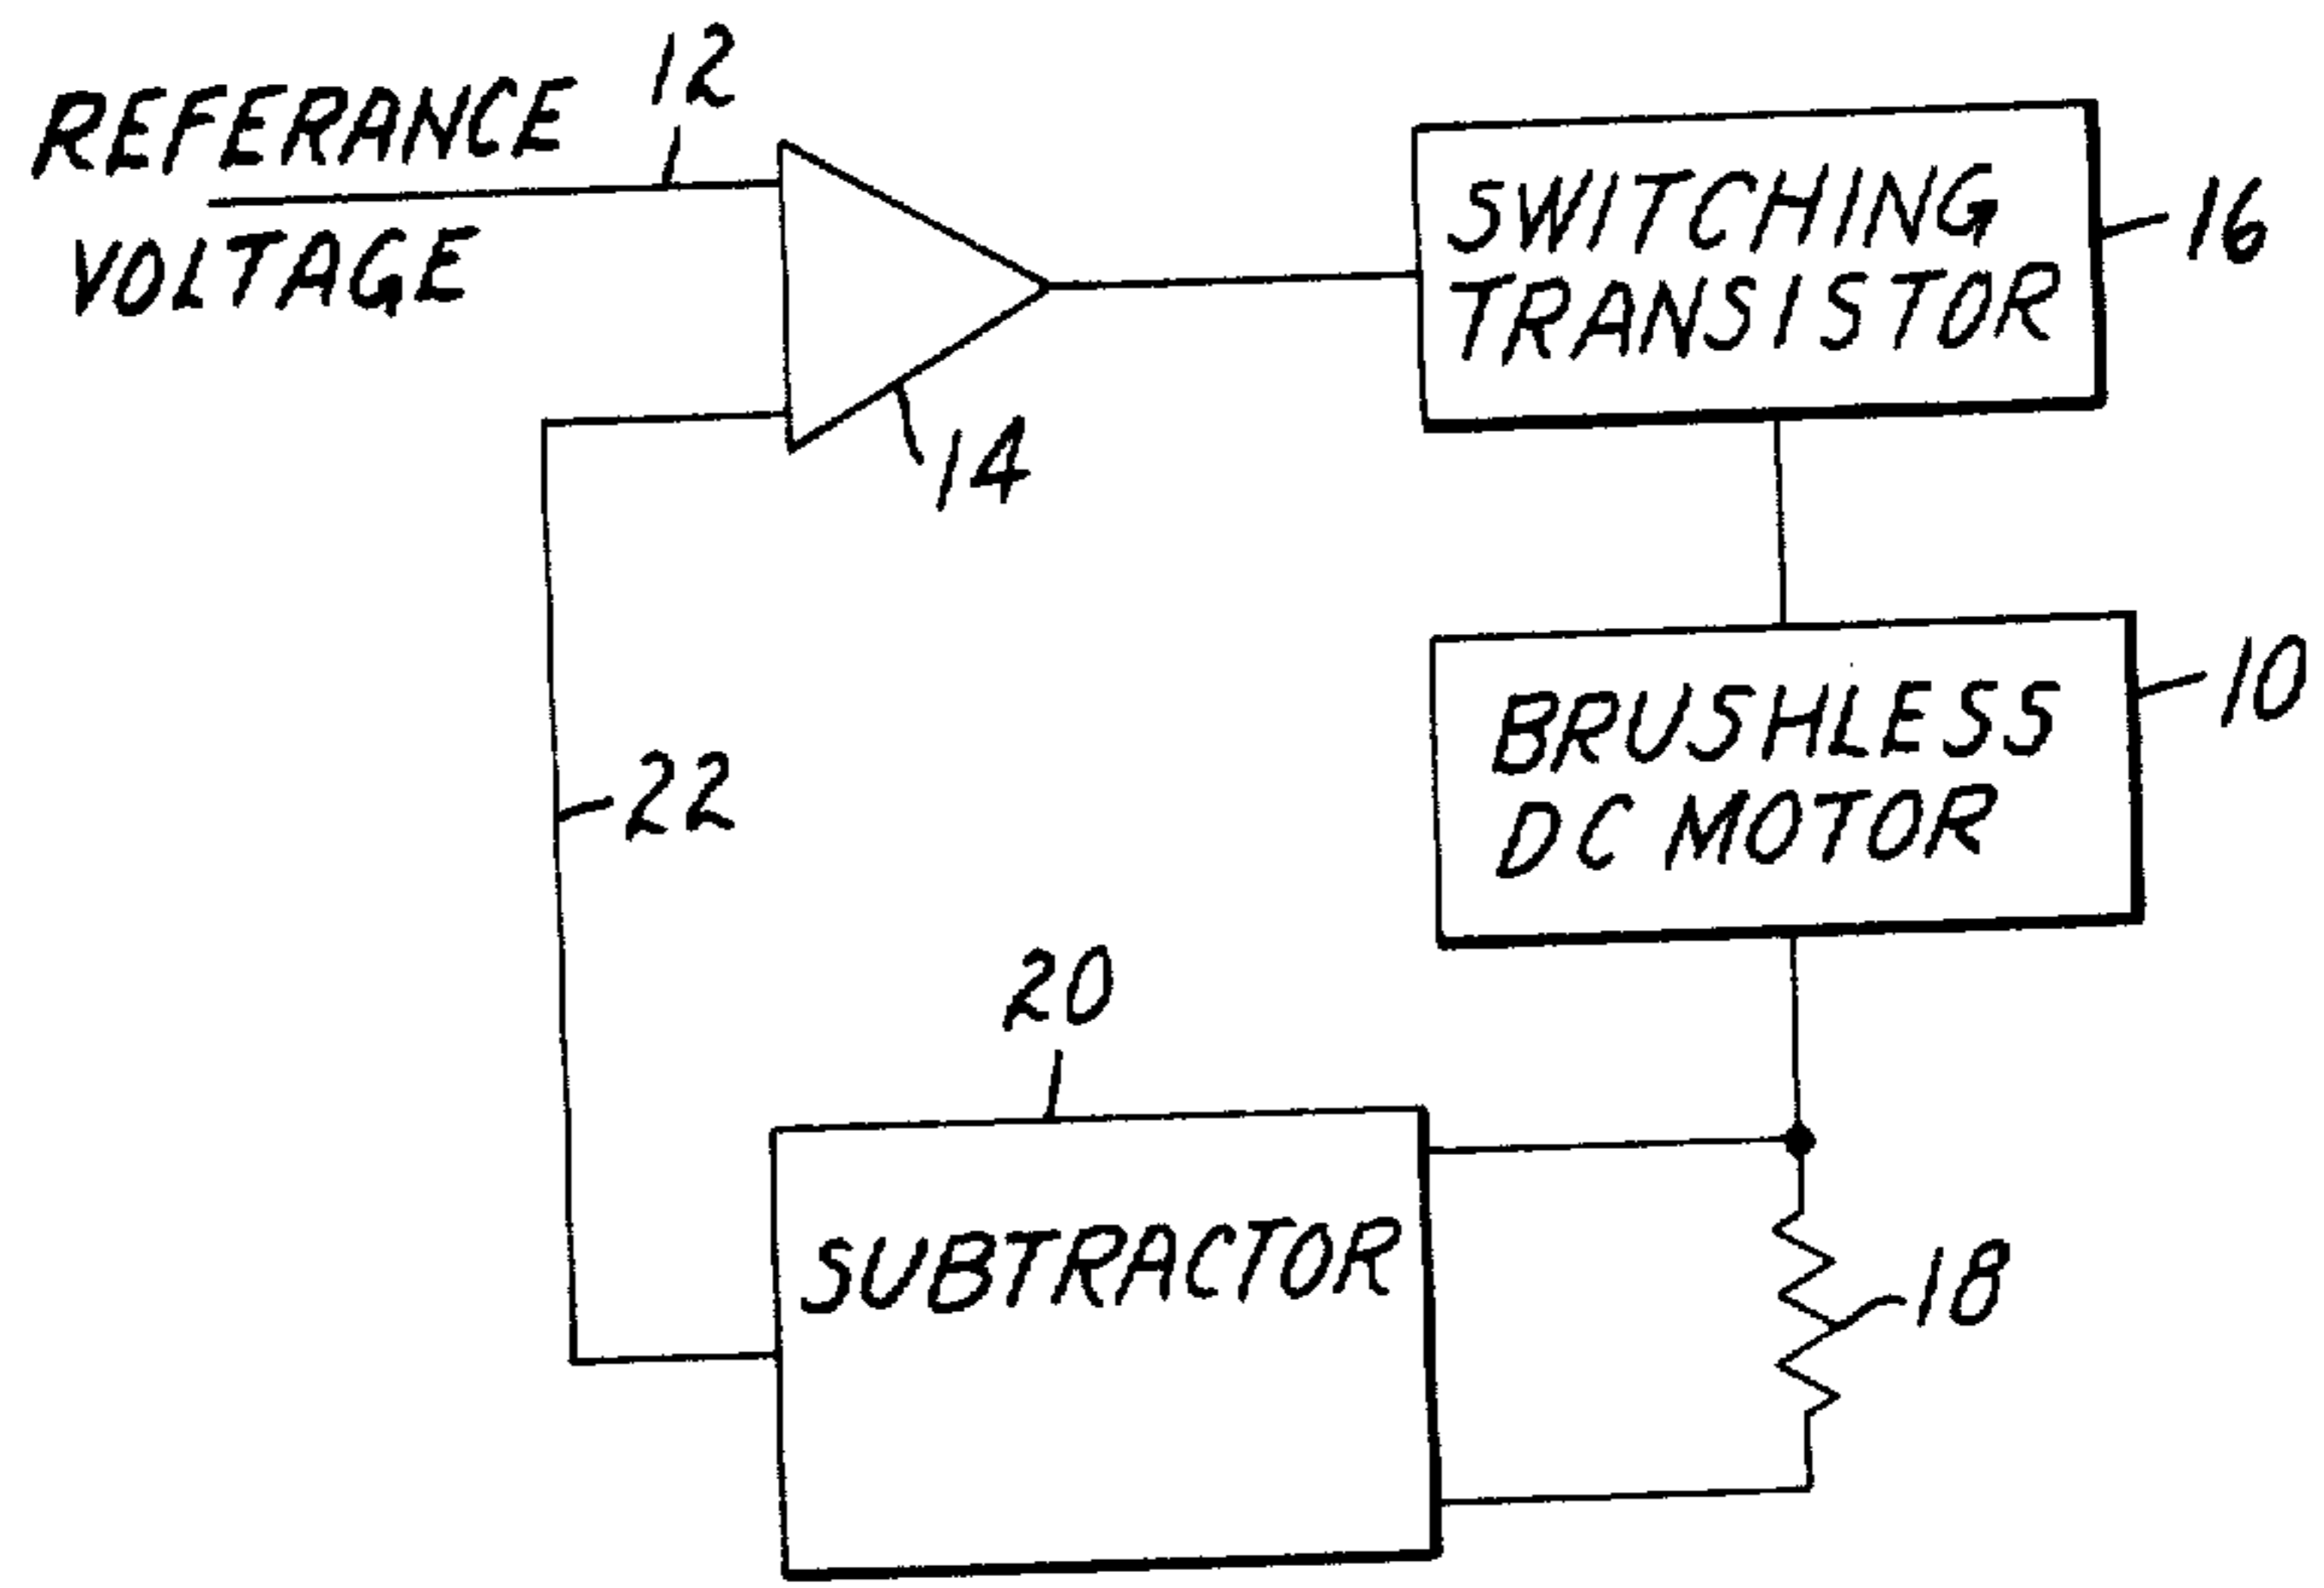 12
REFERANCE
VOLTAGE
14
SWITCHING
TRANSISTOR
16
BRUSHLESS
DC MOTOR
10
22
20
SUBTRACTOR
18